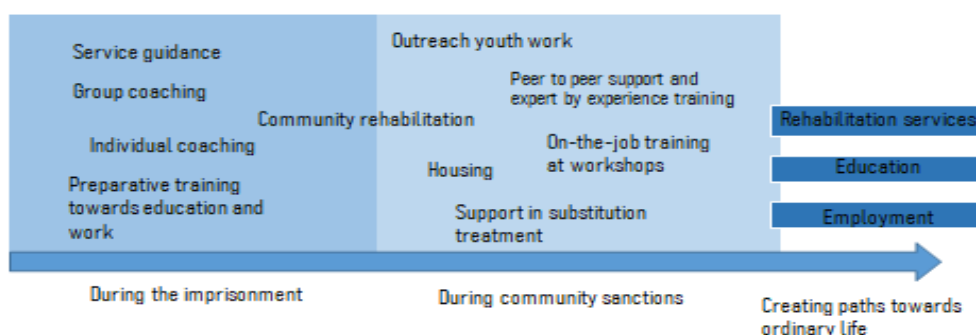 Service guidance
Group coaching
Individual coaching
Preparative training
towards education and
work
Community rehabilitation
Outreach youth work
Peer to peer support and
expert by experience training
On-the-job training
at workshops
Housing
Support in substitution
treatment
Rehabilitation services
Education
Employment
During the imprisonment
During community sanctions
Creating paths towards
ordinary life